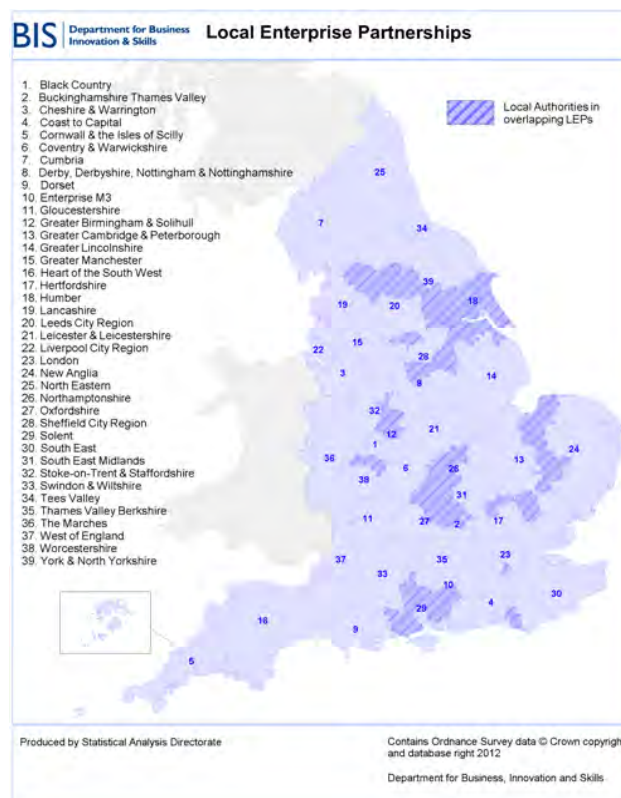 BIS Department for Business
Innovation & Skills
Local Enterprise Partnerships
1. Black Country
2. Buckinghamshire Thames Valley
3. Cheshire & Warrington
4. Coast to Capital
5. Cornwall & the Isles of Scilly
6. Coventry & Warwickshire
7. Cumbria
8. Derby, Derbyshire, Nottingham & Nottinghamshire
9. Dorset
10. Enterprise M3
11. Gloucestershire
12. Greater Birmingham & Solihull
13. Greater Cambridge & Peterborough
14. Greater Lincolnshire
15. Greater Manchester
16. Heart of the South West
17. Hertfordshire
18. Humber
19. Lancashire
20. Leeds City Region
21. Leicester & Leicestershire
22. Liverpool City Region
23. London
24. New Anglia
25. North Eastern
26. Northamptonshire
27. Oxfordshire
28. Sheffield City Region
29. Solent
30. South East
31. South East Midlands
32. Stoke-on-Trent & Staffordshire
33. Swindon & Wiltshire
34. Tees Valley
35. Thames Valley Berkshire
36. The Marches
37. West of England
38. Worcestershire
39. York & North Yorkshire
Local Authorities in
overlapping LEPs
25
7
34
39
18
19
20
15
22
28
3
8
14
32
12
21
1
24
36
6
26
13
38
31
11
27
2
17
23
37
35
33
10
30
29
4
16
9
5
Produced by Statistical Analysis Directorate
Contains Ordnance Survey data © Crown copyrigh
and database right 2012
Department for Business, Innovation and Skills